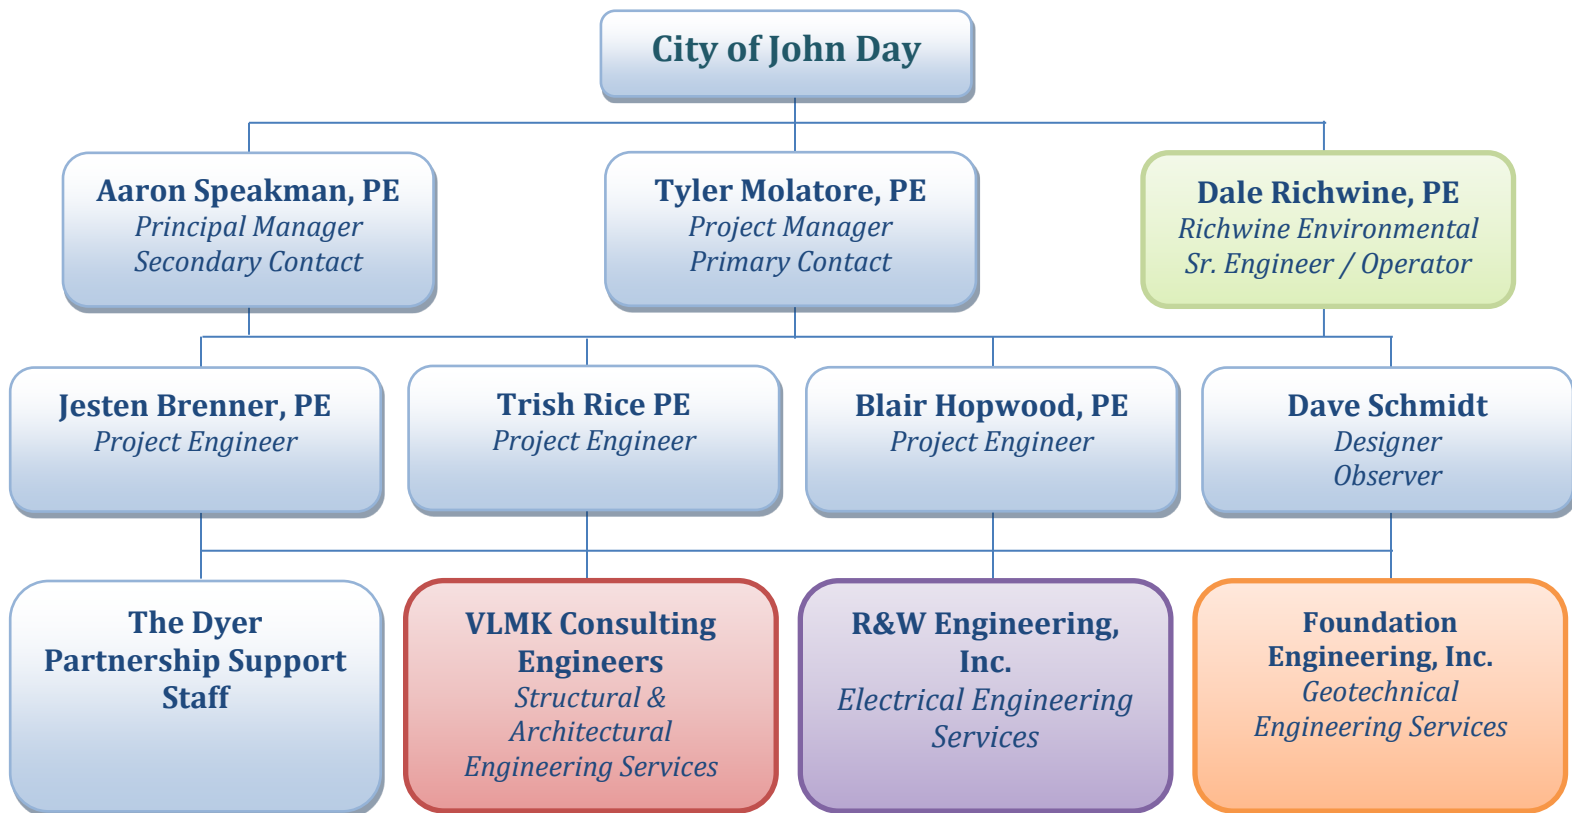 City of John Day
Aaron Speakman, PE
Principal Manager
Secondary Contact
Tyler Molatore, PE
Project Manager
Primary Contact
Dale Richwine, PE
Richwine Environmental
Sr. Engineer / Operator
Jesten Brenner, PE
Project Engineer
Trish Rice PE
Project Engineer
Blair Hopwood, PE
Project Engineer
Dave Schmidt
Designer
Observer
The Dyer
Partnership Support
Staff
VLMK Consulting
Engineers
Structural &
Architectural
Engineering Services
R&W Engineering,
Inc.
Electrical Engineering
Services
Foundation
Engineering, Inc.
Geotechnical
Engineering Services